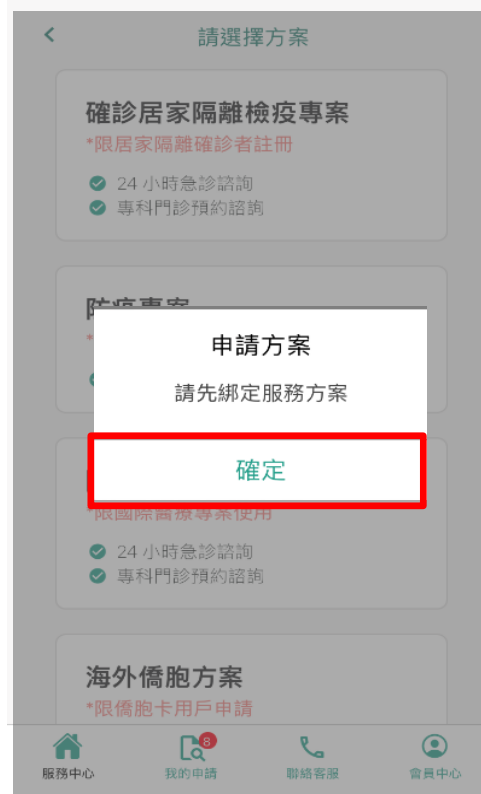 請選擇方案
確診居家隔離檢疫專案
*限居家隔離確診者註冊
24 小時急診諮詢
專科門診預約諮詢
申請方案
請先綁定服務方案
確定
*限國際醫療專案使用
24 小時急診諮詢
專科門診預約諮詢
海外僑胞方案
*限僑胞卡用戶申請
8
服務中心
我的申請
聯絡客服
會員中心